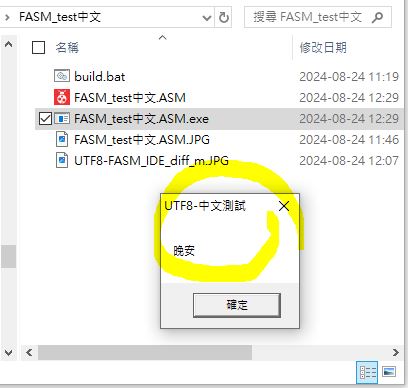 FASM_test中文
搜尋 FASM_test中文
名稱 修改日期
build.bat 2024-08-24 11:19
FASM_test中文.ASM 2024-08-24 12:29
FASM_test中文.ASM.exe 2024-08-24 12:29
FASM_test中文.ASM.JPG 2024-08-24 11:46
UTF8-FASM_IDE_diff_m.JPG 2024-08-24 12:07
UTF8-中文測試
晚安
確定